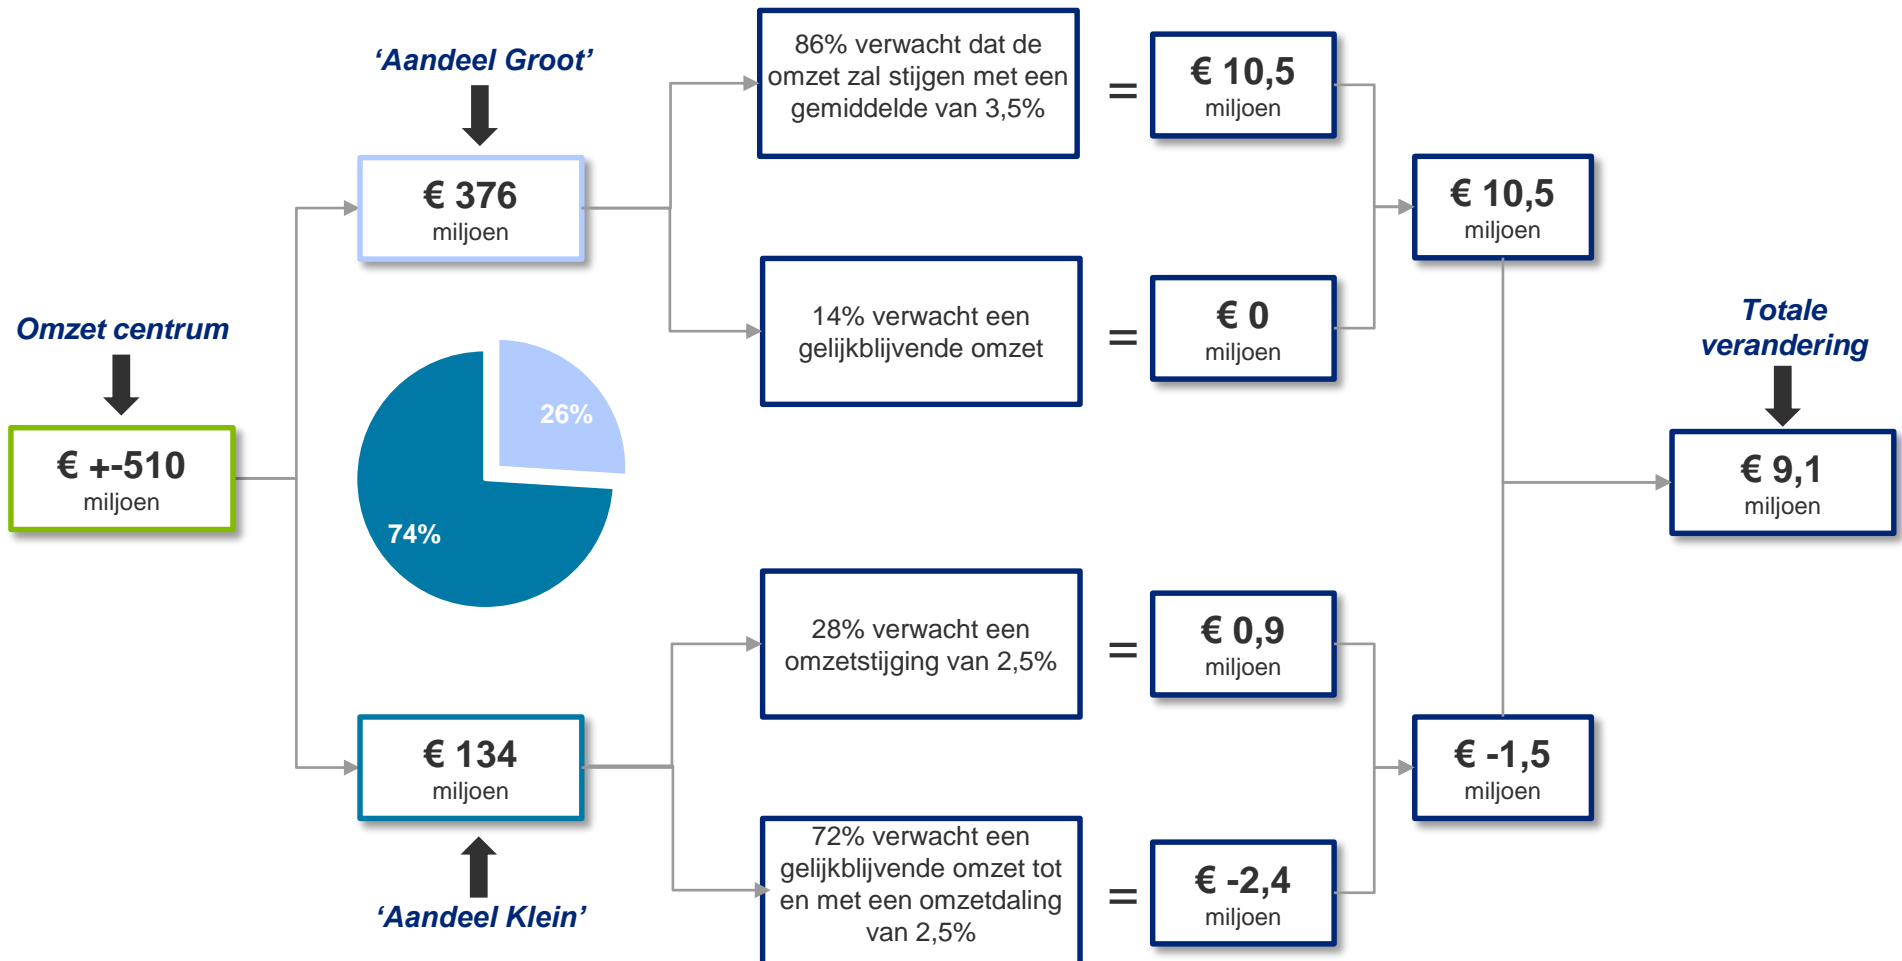 Omzet centrum
€ +-510
miljoen
‘Aandeel Groot’
€ 376
miljoen
26%
74%
€ 134
miljoen
‘Aandeel Klein’
86% verwacht dat de
omzet zal stijgen met een
gemiddelde van 3,5%
=
€ 10,5
miljoen
14% verwacht een
gelijkblijvende omzet
=
€ 0
miljoen
€ 10,5
miljoen
28% verwacht een
omzetstijging van 2,5%
=
€ 0,9
miljoen
72% verwacht een
gelijkblijvende omzet tot
en met een omzetdaling
van 2,5%
=
€ -2,4
miljoen
€ -1,5
miljoen
Totale
verandering
€ 9,1
miljoen